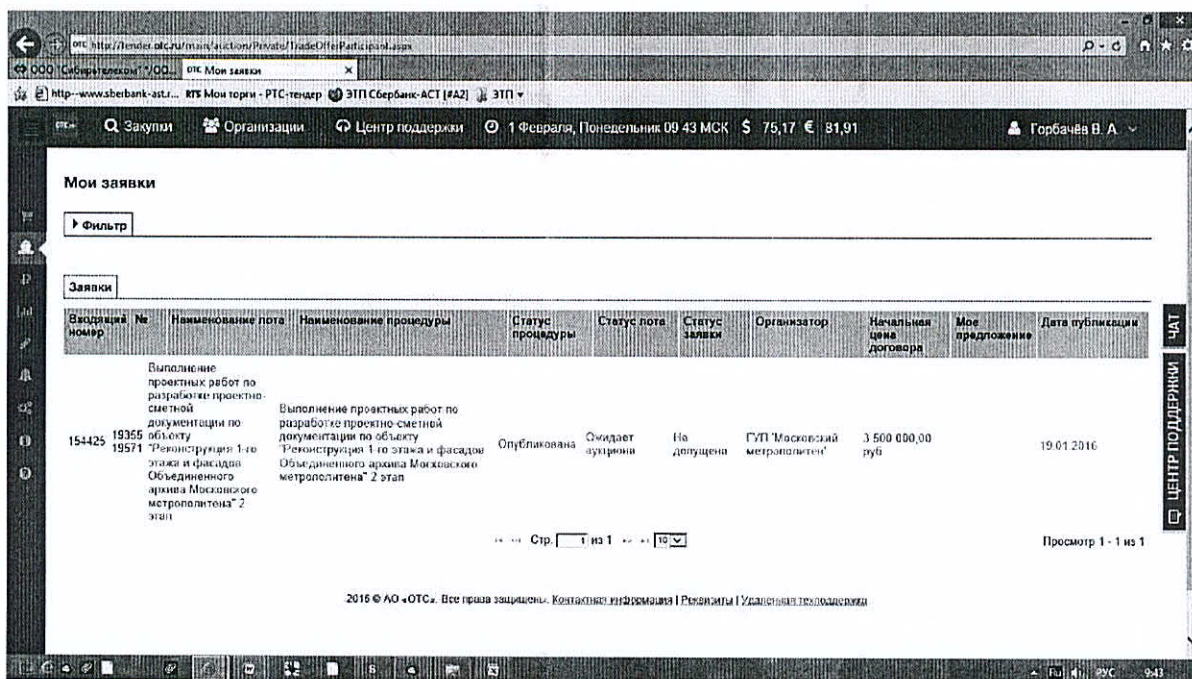 http://tender.otc.ru/main/auction/Private/TradeOfferParticipant.aspx
ООО "Сибирьтелеком"*/ОО... ОТС Мои заявки
http--www.sberbank-ast.r... RTS Мои торги - РТС-тендер ЭТП Сбербанк-АСТ [#A2] ЭТП
Закупки Организации Центр поддержки 1 Февраля, Понедельник 09 43 МСК $ 75,17 € 81,91 Горбачёв В. А.
Мои заявки
Фильтр
Заявки
Входящий номер № Наименование лота Наименование процедуры Статус процедуры Статус лота Статус заявки Организатор Начальная цена договора Мое предложение Дата публикации
154425
19355
19571
Выполнение
проектных работ по
разработке проектно-
сметной
документации по
объекту
"Реконструкция 1-го
этажа и фасадов
Объединенного
архива Московского
метрополитена" 2
этап
Выполнение проектных работ по
разработке проектно-сметной
документации по объекту
"Реконструкция 1-го этажа и фасадов
Объединенного архива Московского
метрополитена" 2 этап
Опубликована
Ожидает
аукциона
Не
допущена
ГУП "Московский
метрополитен"
3 500 000,00
руб
19.01.2016
Стр. 1 из 1 10
Просмотр 1 - 1 из 1
ЧАТ
ЦЕНТР ПОДДЕРЖКИ
2016 © АО «ОТС». Все права защищены. Контактная информация | Реквизиты | Удаленная техподдержка
Ru РУС 9:43